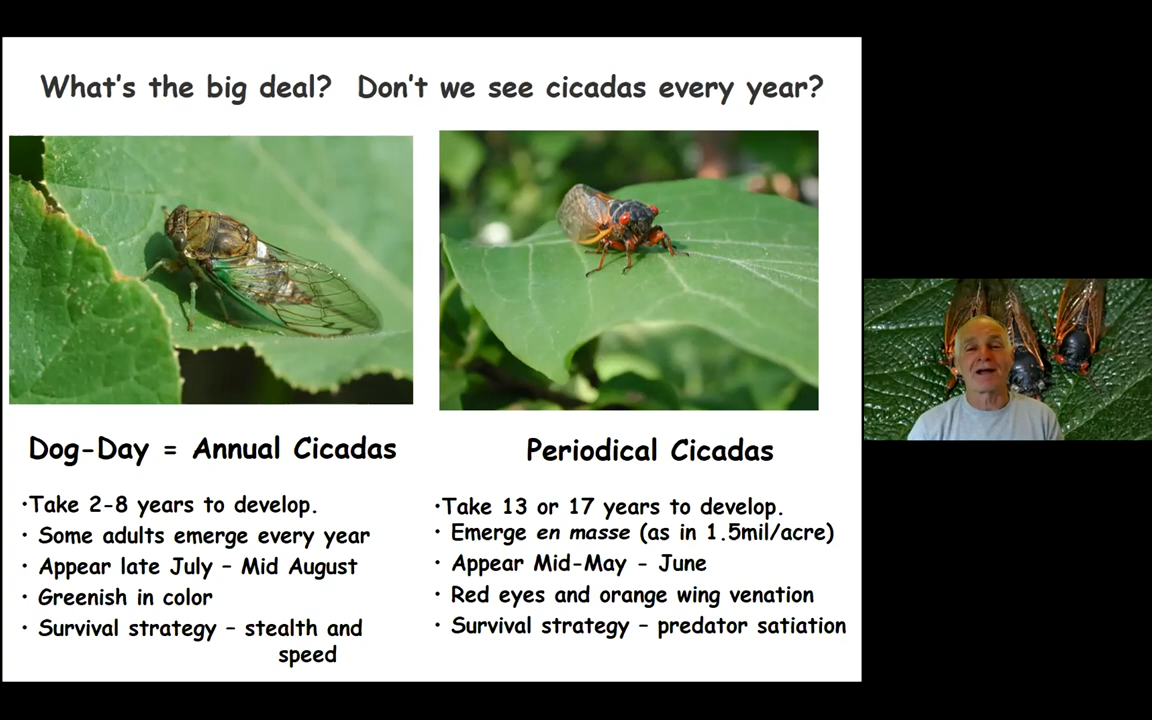 What's the big deal?  Don't we see cicadas every year?
Dog-Day = Annual Cicadas
•Take 2-8 years to develop.
• Some adults emerge every year
• Appear late July – Mid August
• Greenish in color
• Survival strategy – stealth and
speed
Periodical Cicadas
•Take 13 or 17 years to develop.
• Emerge en masse (as in 1.5mil/acre)
• Appear Mid-May - June
• Red eyes and orange wing venation
• Survival strategy – predator satiation